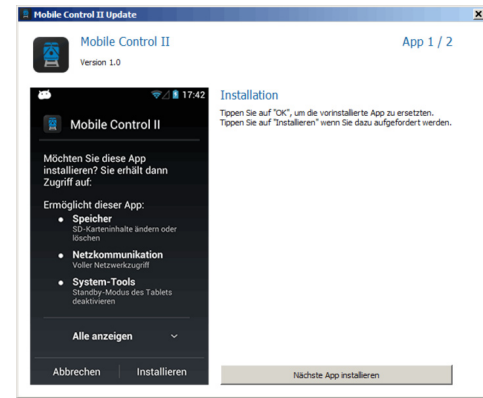 Mobile Control II Update
Mobile Control II
App 1 / 2
Version 1.0
17:42
Mobile Control II
Möchten Sie diese App
installieren? Sie erhält dann
Zugriff auf:
Ermöglicht dieser App:
Speicher
SD-Karteninhalte ändern oder
löschen
Netzkommunikation
Voller Netzwerkzugriff
System-Tools
Standby-Modus des Tablets
deaktivieren
Alle anzeigen
Abbrechen
Installieren
Installation
Tippen Sie auf "OK", um die vorinstallierte App zu ersetzten.
Tippen Sie auf "Installieren" wenn Sie dazu aufgefordert werden.
Nächste App installieren